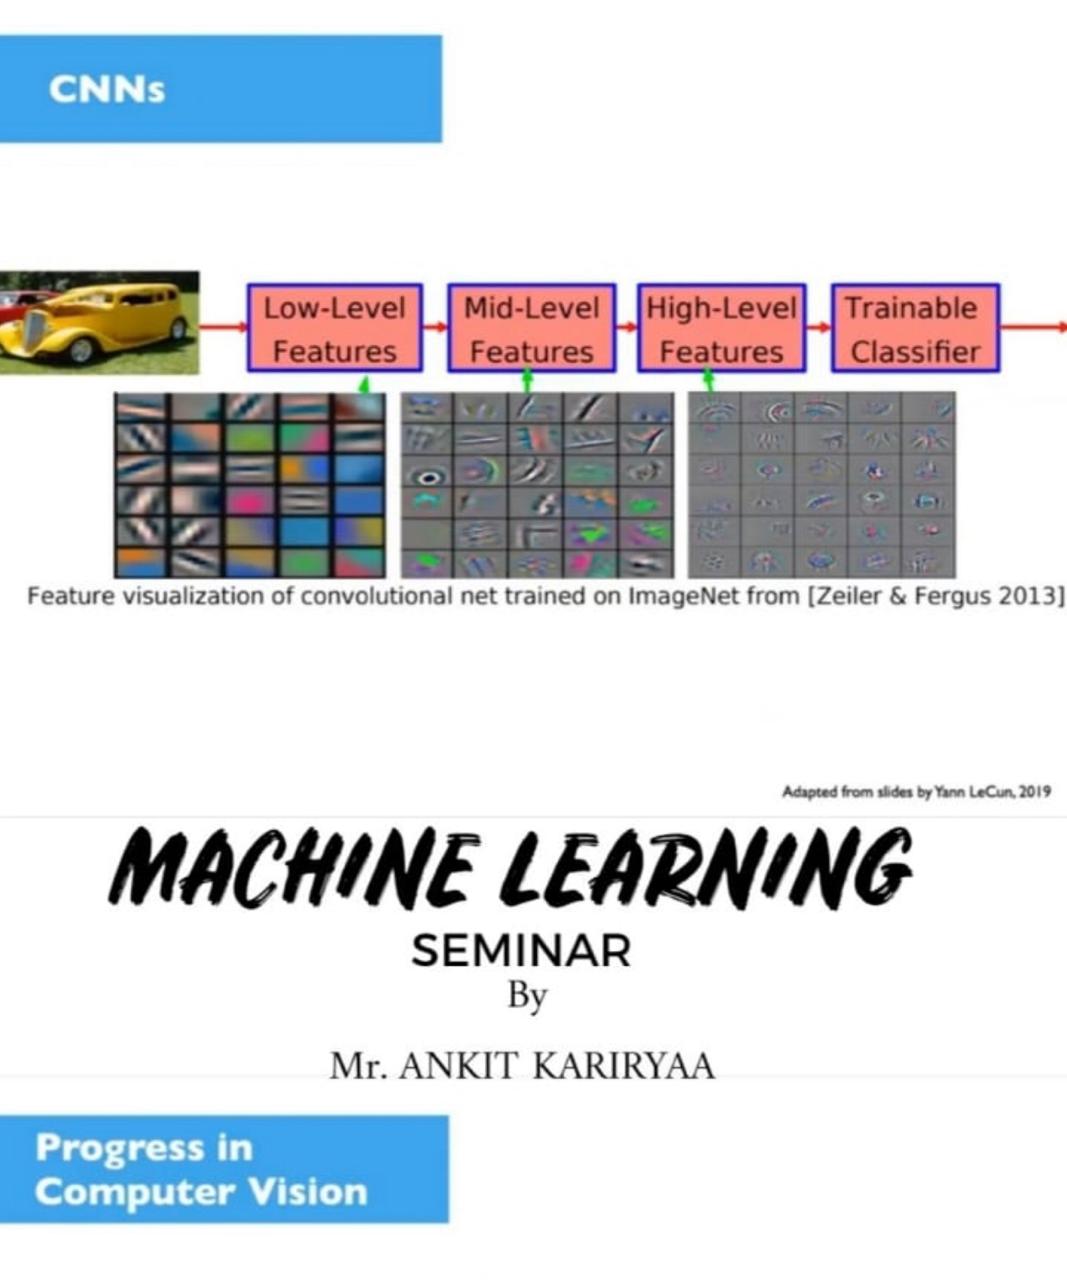 CNNs
Low-Level
Features
Mid-Level
Features
High-Level
Features
Trainable
Classifier
Feature visualization of convolutional net trained on ImageNet from [Zeiler & Fergus 2013]
Adapted from slides by Yann LeCun, 2019
MACHINE LEARNING
SEMINAR
By
Mr. ANKIT KARIRYAA
Progress in
Computer Vision